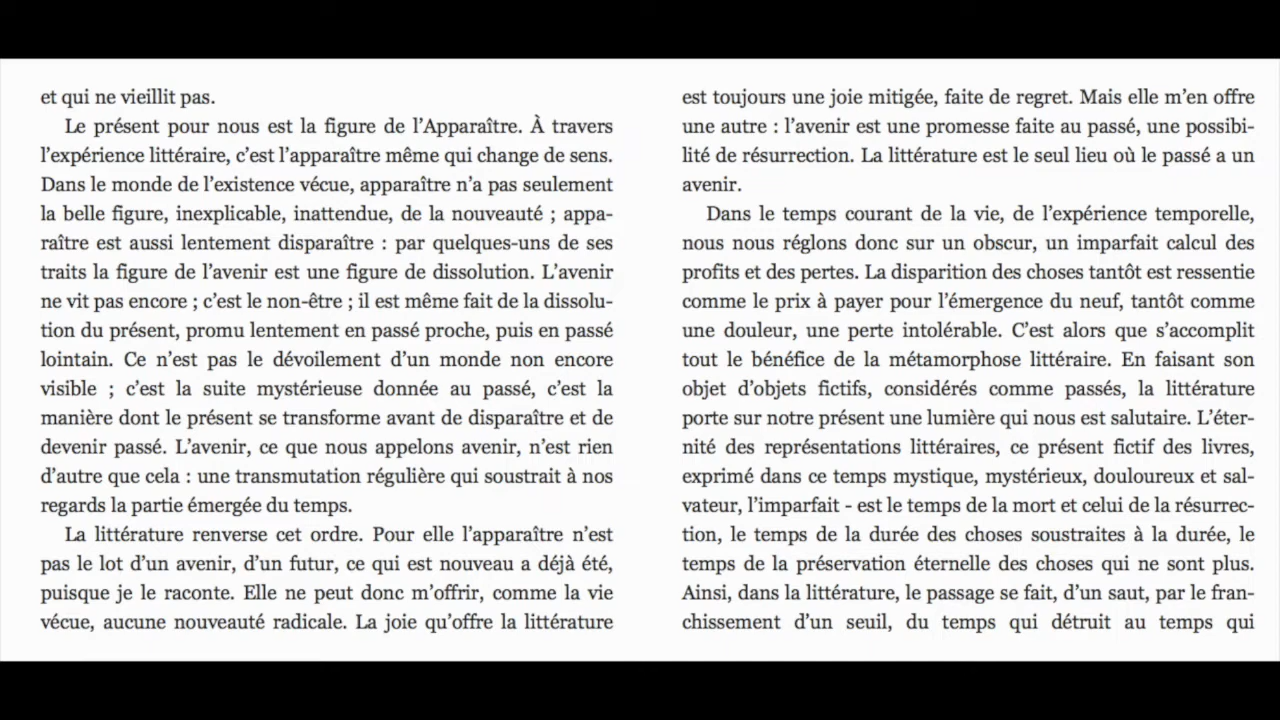 et qui ne vieillit pas.
Le présent pour nous est la figure de l’Apparaître. À travers
l’expérience littéraire, c’est l’apparaître même qui change de sens.
Dans le monde de l’existence vécue, apparaître n’a pas seulement
la belle figure, inexplicable, inattendue, de la nouveauté ; appa-
raître est aussi lentement disparaître : par quelques-uns de ses
traits la figure de l’avenir est une figure de dissolution. L’avenir
ne vit pas encore ; c’est le non-être ; il est même fait de la dissolu-
tion du présent, promu lentement en passé proche, puis en passé
lointain. Ce n’est pas le dévoilement d’un monde non encore
visible ; c’est la suite mystérieuse donnée au passé, c’est la
manière dont le présent se transforme avant de disparaître et de
devenir passé. L’avenir, ce que nous appelons avenir, n’est rien
d’autre que cela : une transmutation régulière qui soustrait à nos
regards la partie émergée du temps.
La littérature renverse cet ordre. Pour elle l’apparaître n’est
pas le lot d’un avenir, d’un futur, ce qui est nouveau a déjà été,
puisque je le raconte. Elle ne peut donc m’offrir, comme la vie
vécue, aucune nouveauté radicale. La joie qu’offre la littérature
est toujours une joie mitigée, faite de regret. Mais elle m’en offre
une autre : l’avenir est une promesse faite au passé, une possibi-
lité de résurrection. La littérature est le seul lieu où le passé a un
avenir.
Dans le temps courant de la vie, de l’expérience temporelle,
nous nous réglons donc sur un obscur, un imparfait calcul des
profits et des pertes. La disparition des choses tantôt est ressentie
comme le prix à payer pour l’émergence du neuf, tantôt comme
une douleur, une perte intolérable. C’est alors que s’accomplit
tout le bénéfice de la métamorphose littéraire. En faisant son
objet d’objets fictifs, considérés comme passés, la littérature
porte sur notre présent une lumière qui nous est salutaire. L’éter-
nité des représentations littéraires, ce présent fictif des livres,
exprimé dans ce temps mystique, mystérieux, douloureux et sal-
vateur, l’imparfait - est le temps de la mort et celui de la résurrec-
tion, le temps de la durée des choses soustraites à la durée, le
temps de la préservation éternelle des choses qui ne sont plus.
Ainsi, dans la littérature, le passage se fait, d’un saut, par le fran-
chissement d’un seuil, du temps qui détruit au temps qui